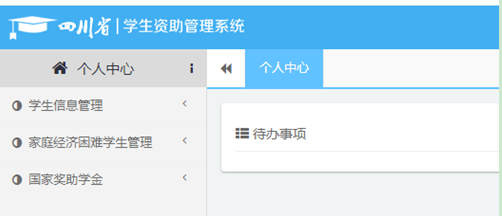 四川省 | 学生资助管理系统
个人中心
个人中心
学生信息管理
家庭经济困难学生管理
国家奖助学金
待办事项